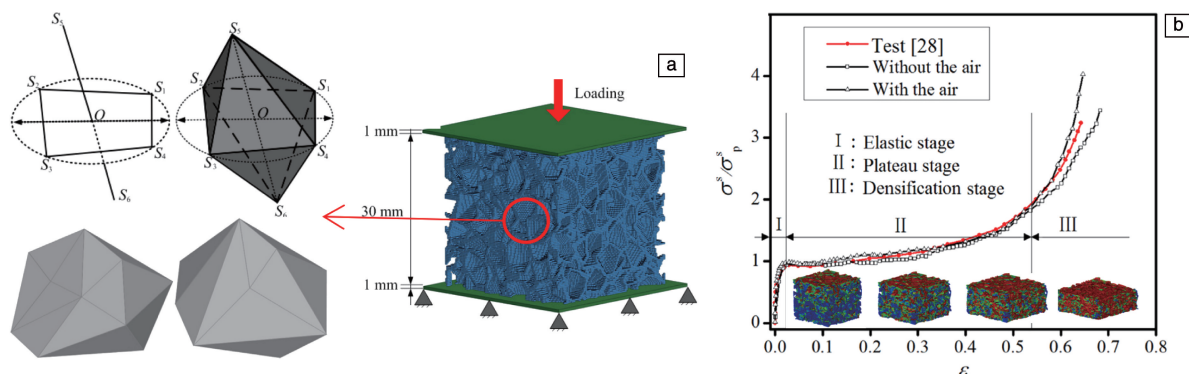 S₅
S₂
S₁
O
S₃
S₄
S₆
S₅
S₂
S₁
O
S₃
S₄
S₆
a
Loading
1 mm
30 mm
1 mm
b
Test [28]
Without the air
With the air
Ⅰ: Elastic stage
Ⅱ: Plateau stage
Ⅲ: Densification stage
Ⅰ Ⅱ Ⅲ
σˢ/σₚˢ
4
3
2
1
0
0.0 0.1 0.2 0.3 0.4 0.5 0.6 0.7 0.8
ε